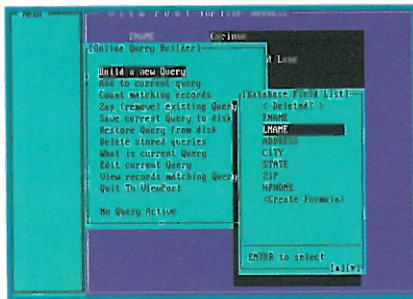 Menu
FNAME
Corinne
Lane
[Online Query Builder]
Build a new Query
Add to current query
Count matching records
Zap (remove) existing Query
Save current Query to disk
Restore Query from disk
Delete stored queries
What is current Query
Edit current Query
View records matching Query
Quit To ViewPort
No Query Active
[Database Field List]
< Deleted? >
FNAME
LNAME
ADDRESS
CITY
STATE
ZIP
HPHONE
<Create Formula>
ENTER to select